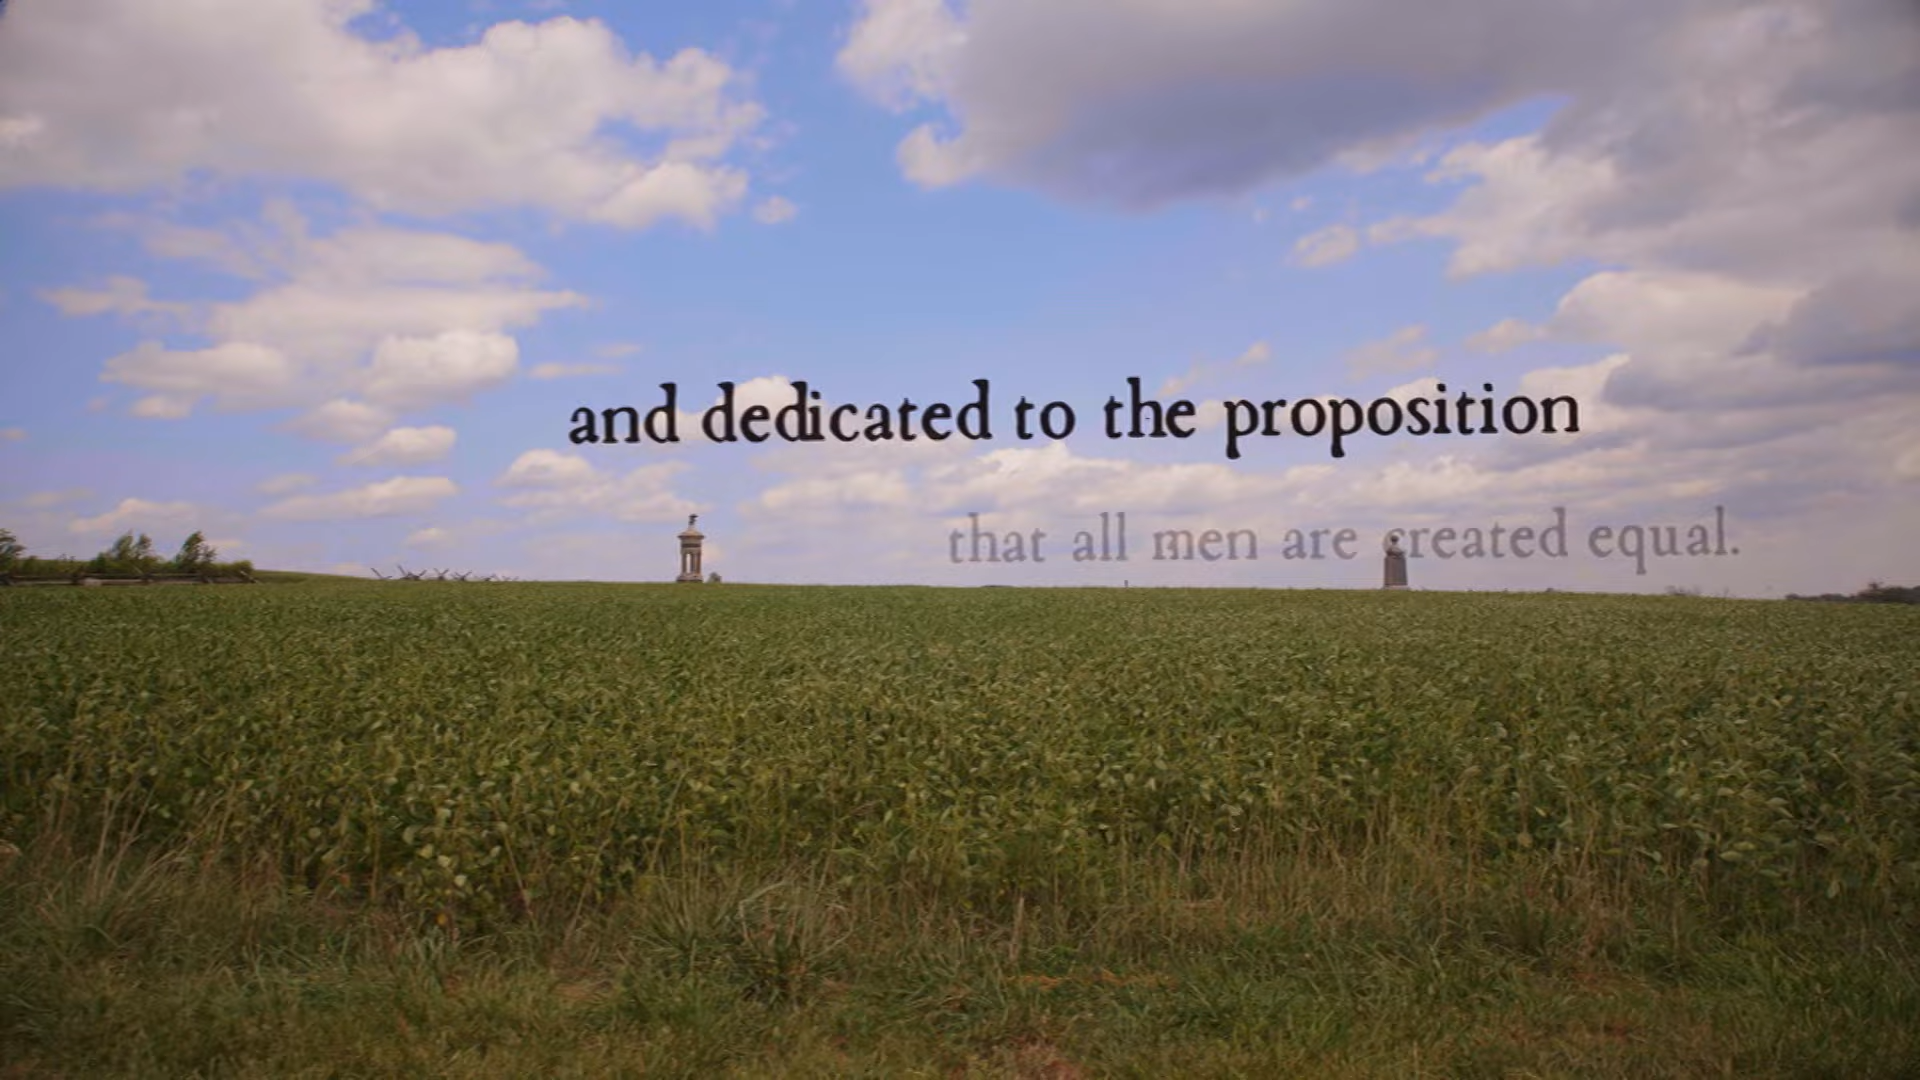 and dedicated to the proposition
that all men are created equal.